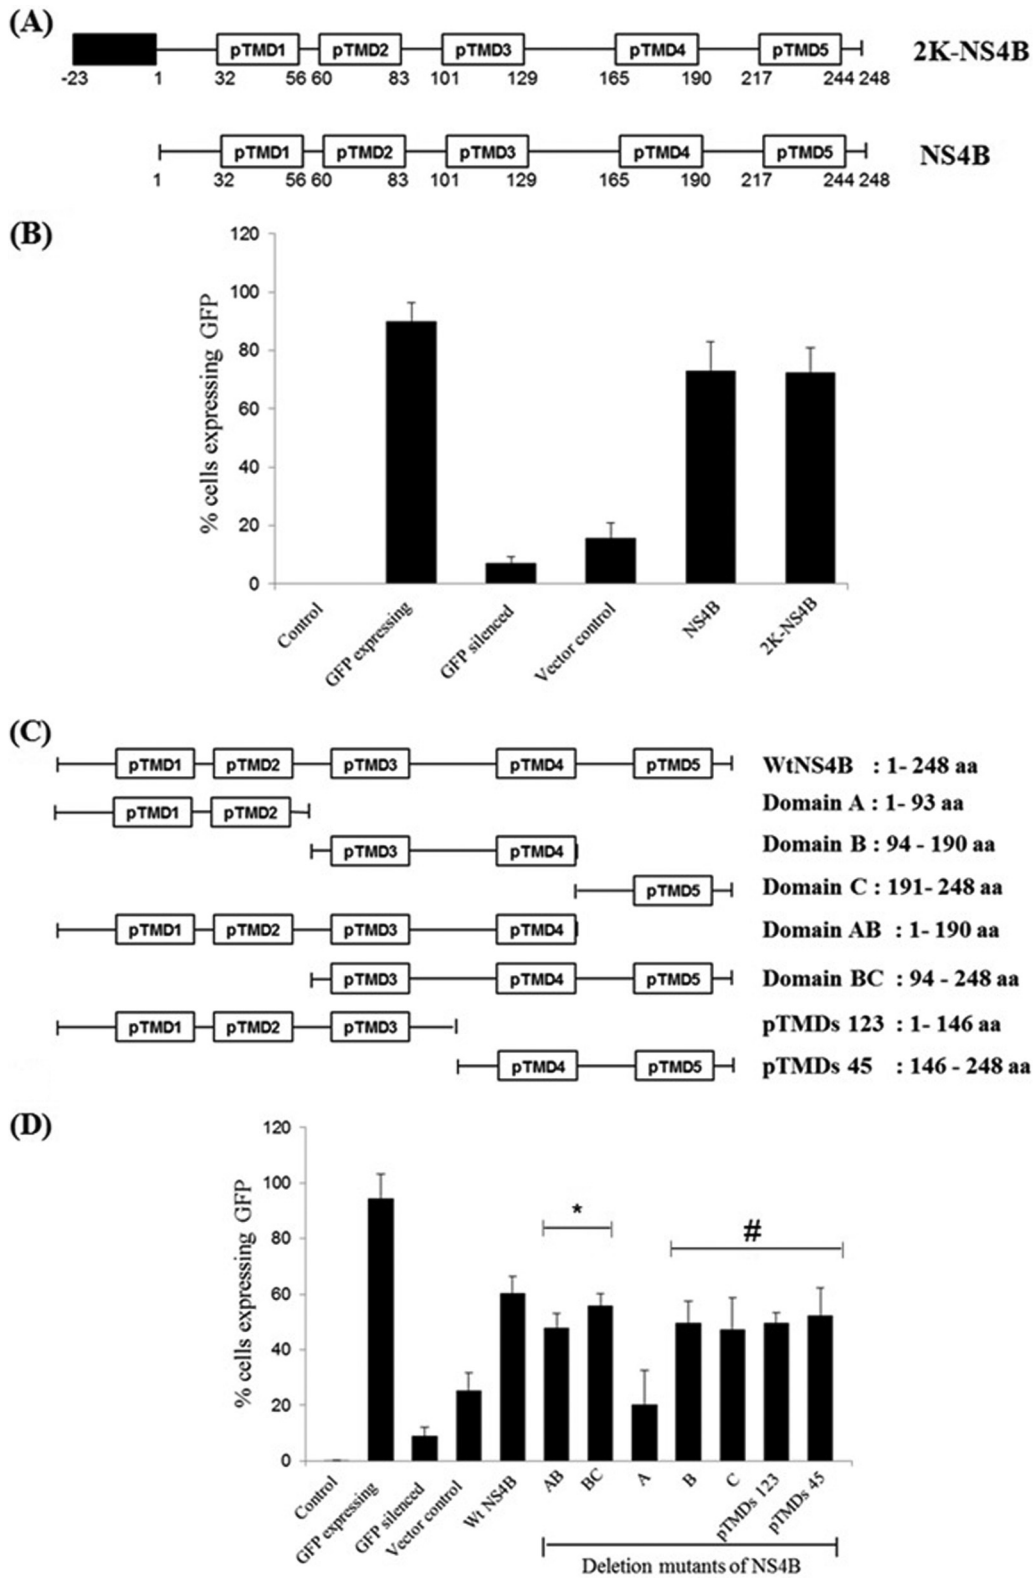 (A)
pTMD1 pTMD2 pTMD3 pTMD4 pTMD5 2K-NS4B
-23 1 32 56 60 83 101 129 165 190 217 244 248
pTMD1 pTMD2 pTMD3 pTMD4 pTMD5 NS4B
1 32 56 60 83 101 129 165 190 217 244 248
(B)
120
100
80
60
40
20
0
% cells expressing GFP
Control
GFP expressing
GFP silenced
Vector control
NS4B
2K-NS4B
(C)
pTMD1 pTMD2 pTMD3 pTMD4 pTMD5 WtNS4B : 1- 248 aa
pTMD1 pTMD2 Domain A : 1- 93 aa
pTMD3 pTMD4 Domain B : 94 - 190 aa
pTMD5 Domain C : 191- 248 aa
pTMD1 pTMD2 pTMD3 pTMD4 Domain AB : 1- 190 aa
pTMD3 pTMD4 pTMD5 Domain BC : 94 - 248 aa
pTMD1 pTMD2 pTMD3 pTMDs 123 : 1- 146 aa
pTMD4 pTMD5 pTMDs 45 : 146 - 248 aa
(D)
120
100
80
60
40
20
0
% cells expressing GFP
*
#
Control
GFP expressing
GFP silenced
Vector control
Wt NS4B
AB
BC
A
B
C
pTMDs 123
pTMDs 45
Deletion mutants of NS4B